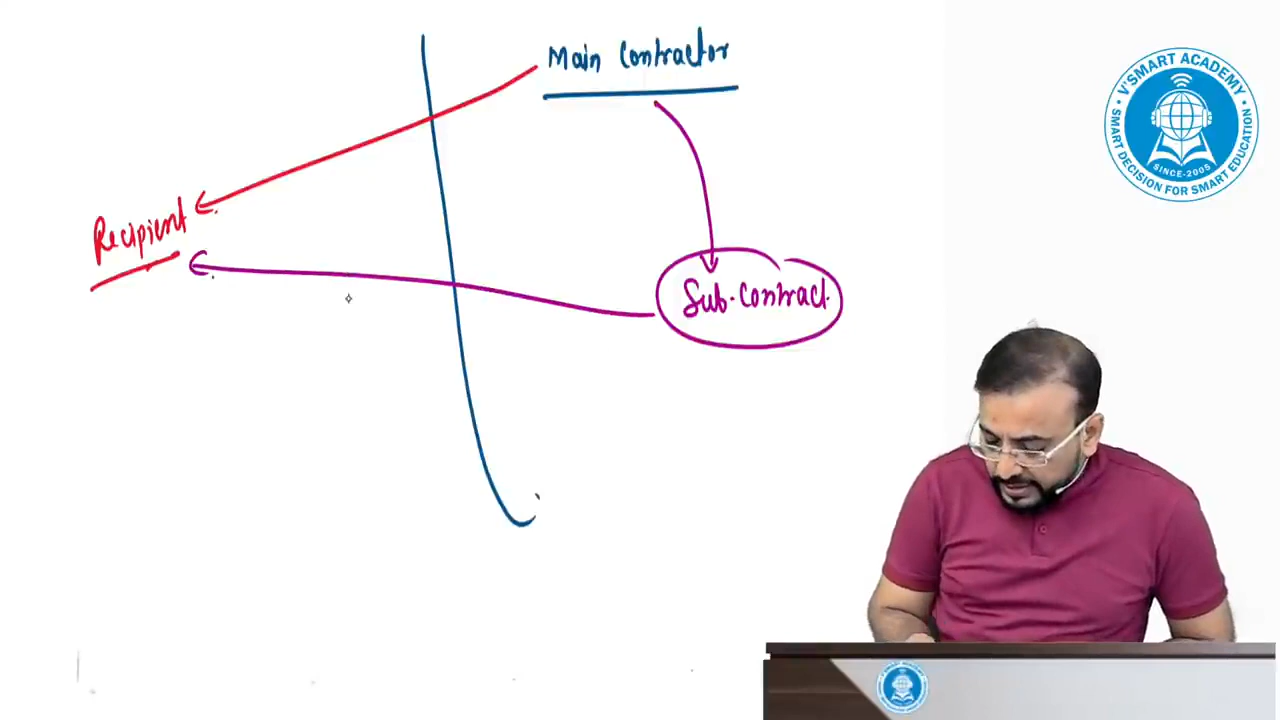 Main Contractor
Recipient
Sub-Contract.
V'SMART ACADEMY
SINCE-2005
SMART DECISION FOR SMART EDUCATION